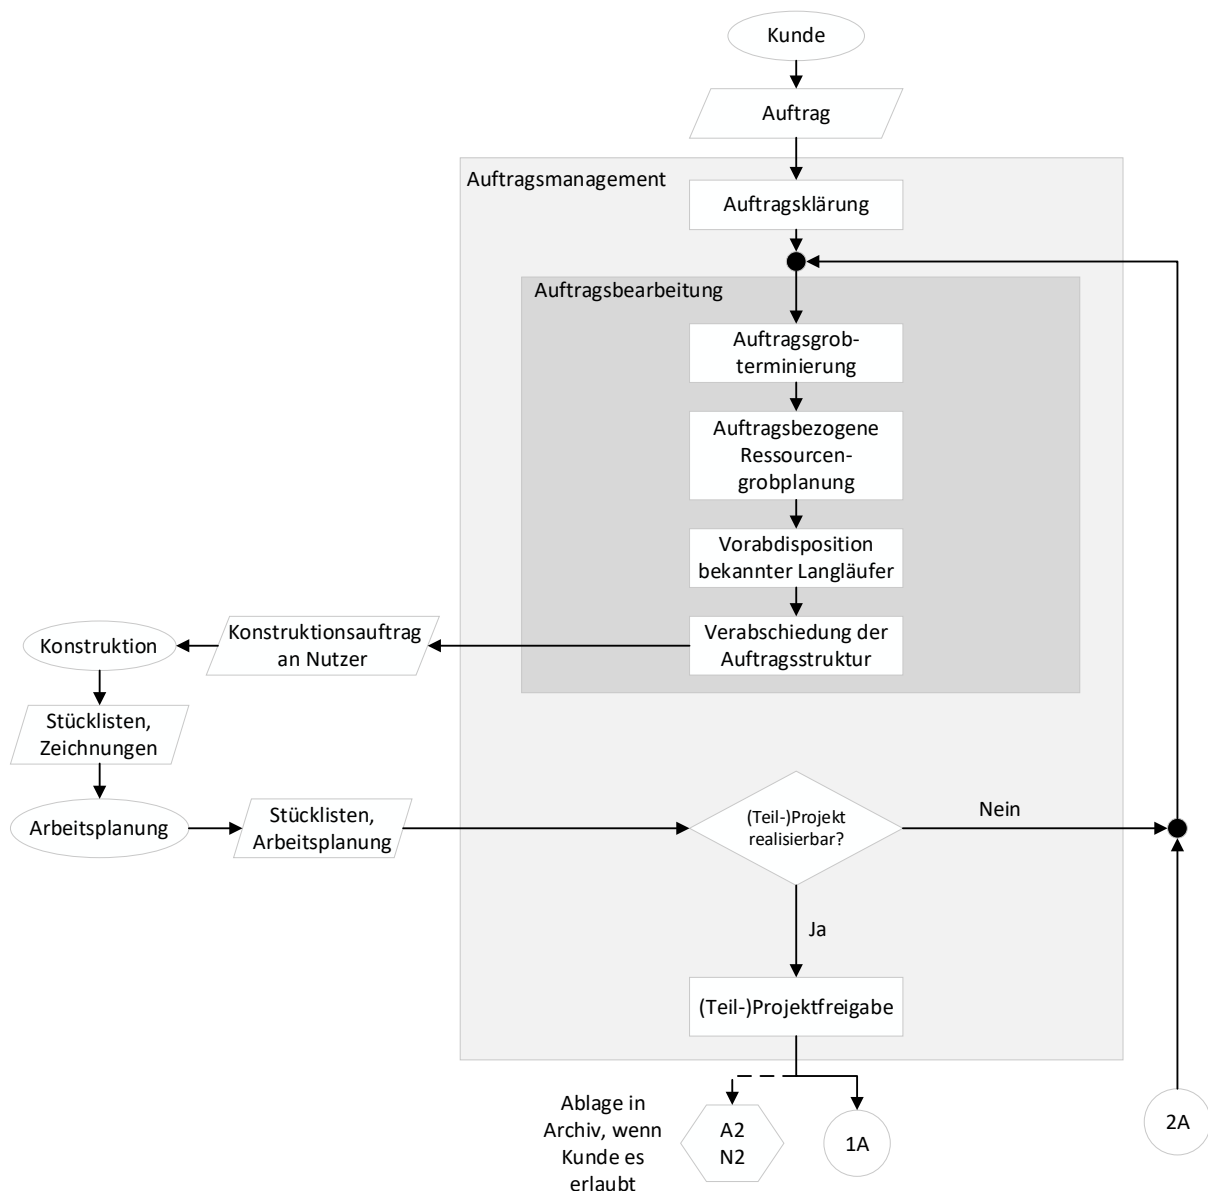 Kunde
Auftrag
Auftragsmanagement
Auftragsklärung
Auftragsbearbeitung
Auftragsgrob-
terminierung
Auftragsbezogene
Ressourcen-
grobplanung
Vorabdisposition
bekannter Langläufer
Verabschiedung der
Auftragsstruktur
Konstruktionsauftrag
an Nutzer
Konstruktion
Stücklisten,
Zeichnungen
Arbeitsplanung
Stücklisten,
Arbeitsplanung
(Teil-)Projekt
realisierbar?
Nein
Ja
(Teil-)Projektfreigabe
Ablage in
Archiv, wenn
Kunde es
erlaubt
A2
N2
1A
2A